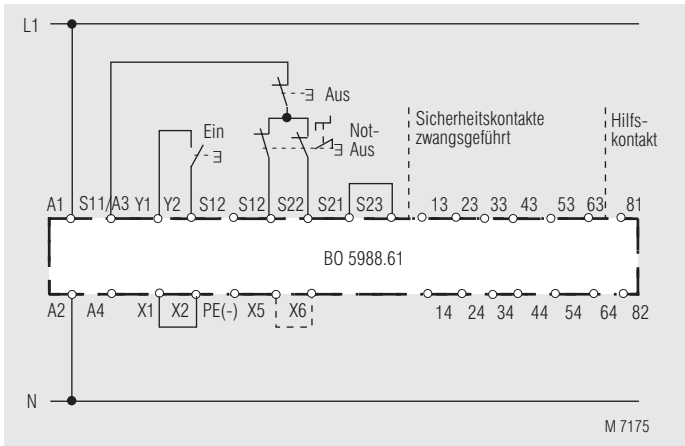 L1
Aus
Ein
Not-
Aus
Sicherheitskontakte
zwangsgeführt
Hilfs-
kontakt
A1 S11/A3 Y1 Y2 S12 S12 S22 S21 S23 13 23 33 43 53 63 81
BO 5988.61
A2 A4 X1 X2 PE(-) X5 X6 14 24 34 44 54 64 82
N
M 7175